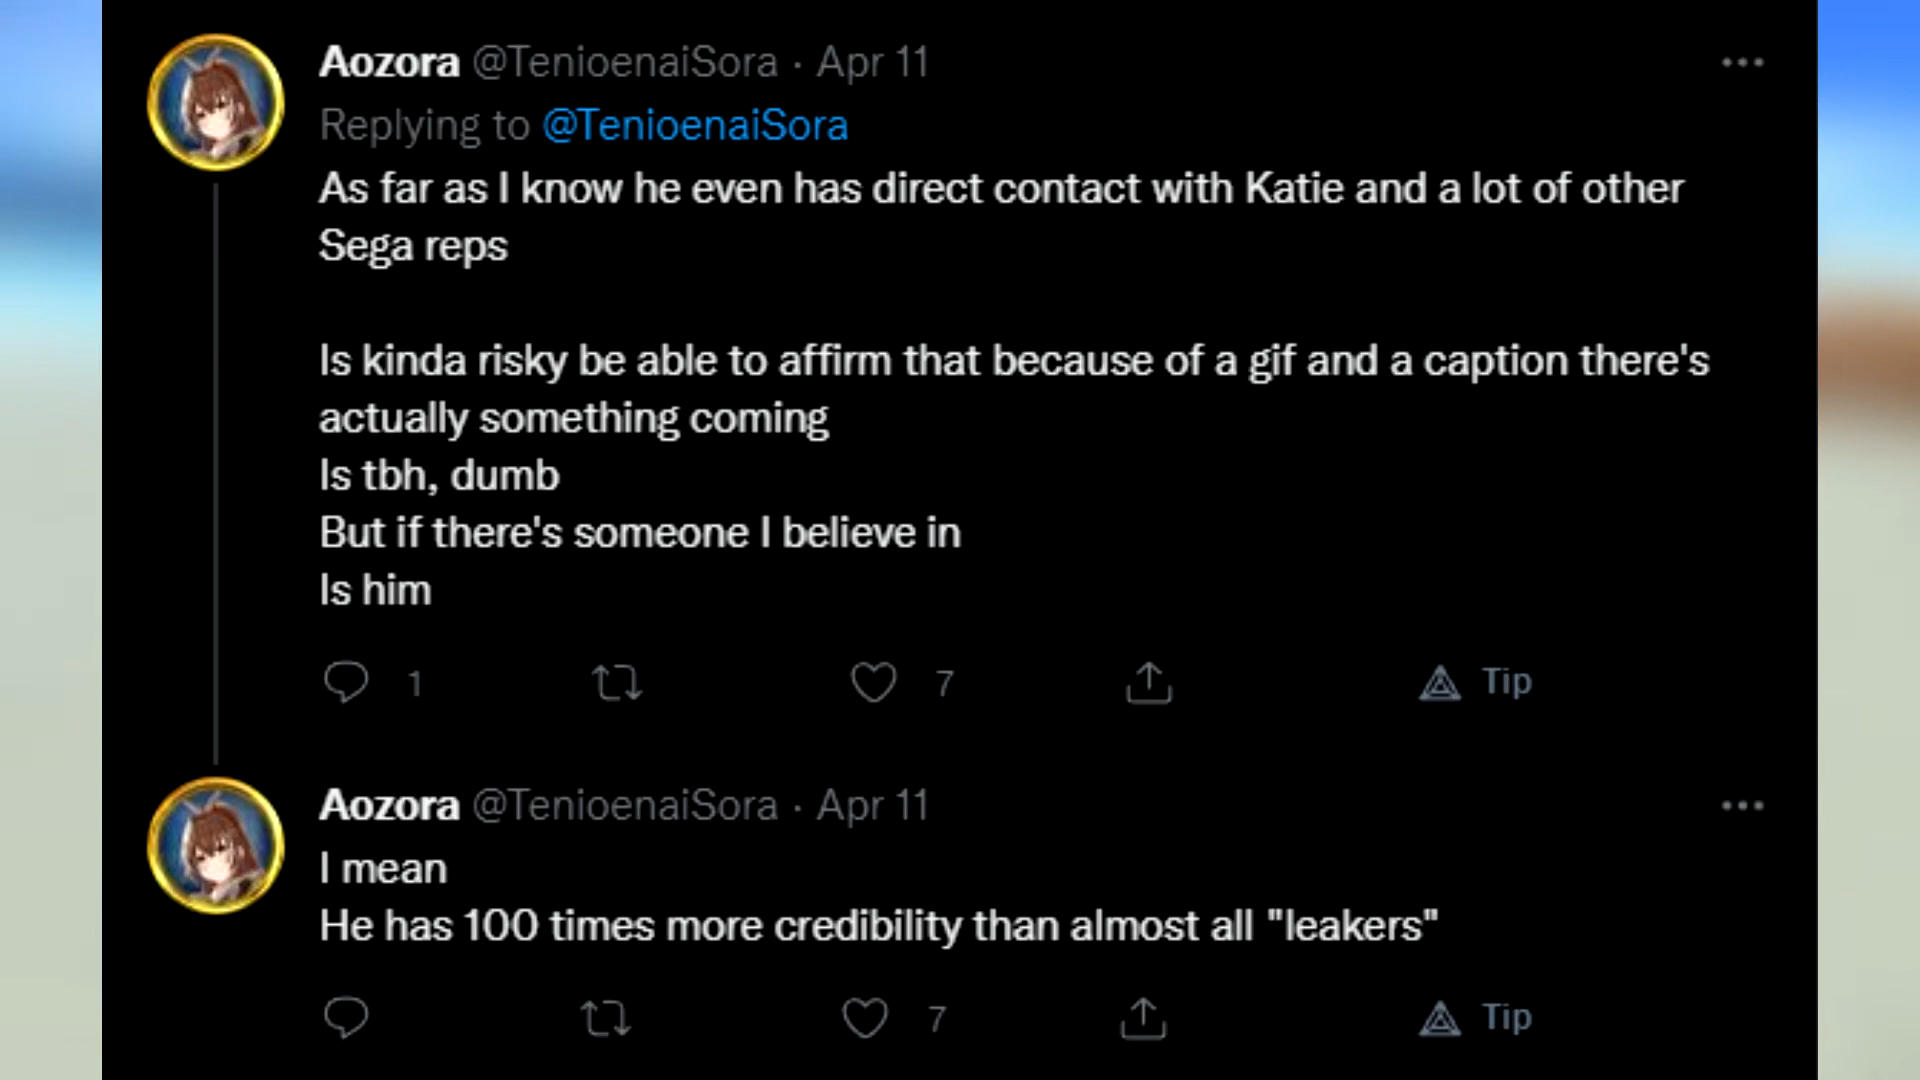 Aozora @TenioenaiSora · Apr 11
Replying to @TenioenaiSora
As far as I know he even has direct contact with Katie and a lot of other
Sega reps
Is kinda risky be able to affirm that because of a gif and a caption there's
actually something coming
Is tbh, dumb
But if there's someone I believe in
Is him
1 7 Tip
Aozora @TenioenaiSora · Apr 11
I mean
He has 100 times more credibility than almost all "leakers"
7 Tip